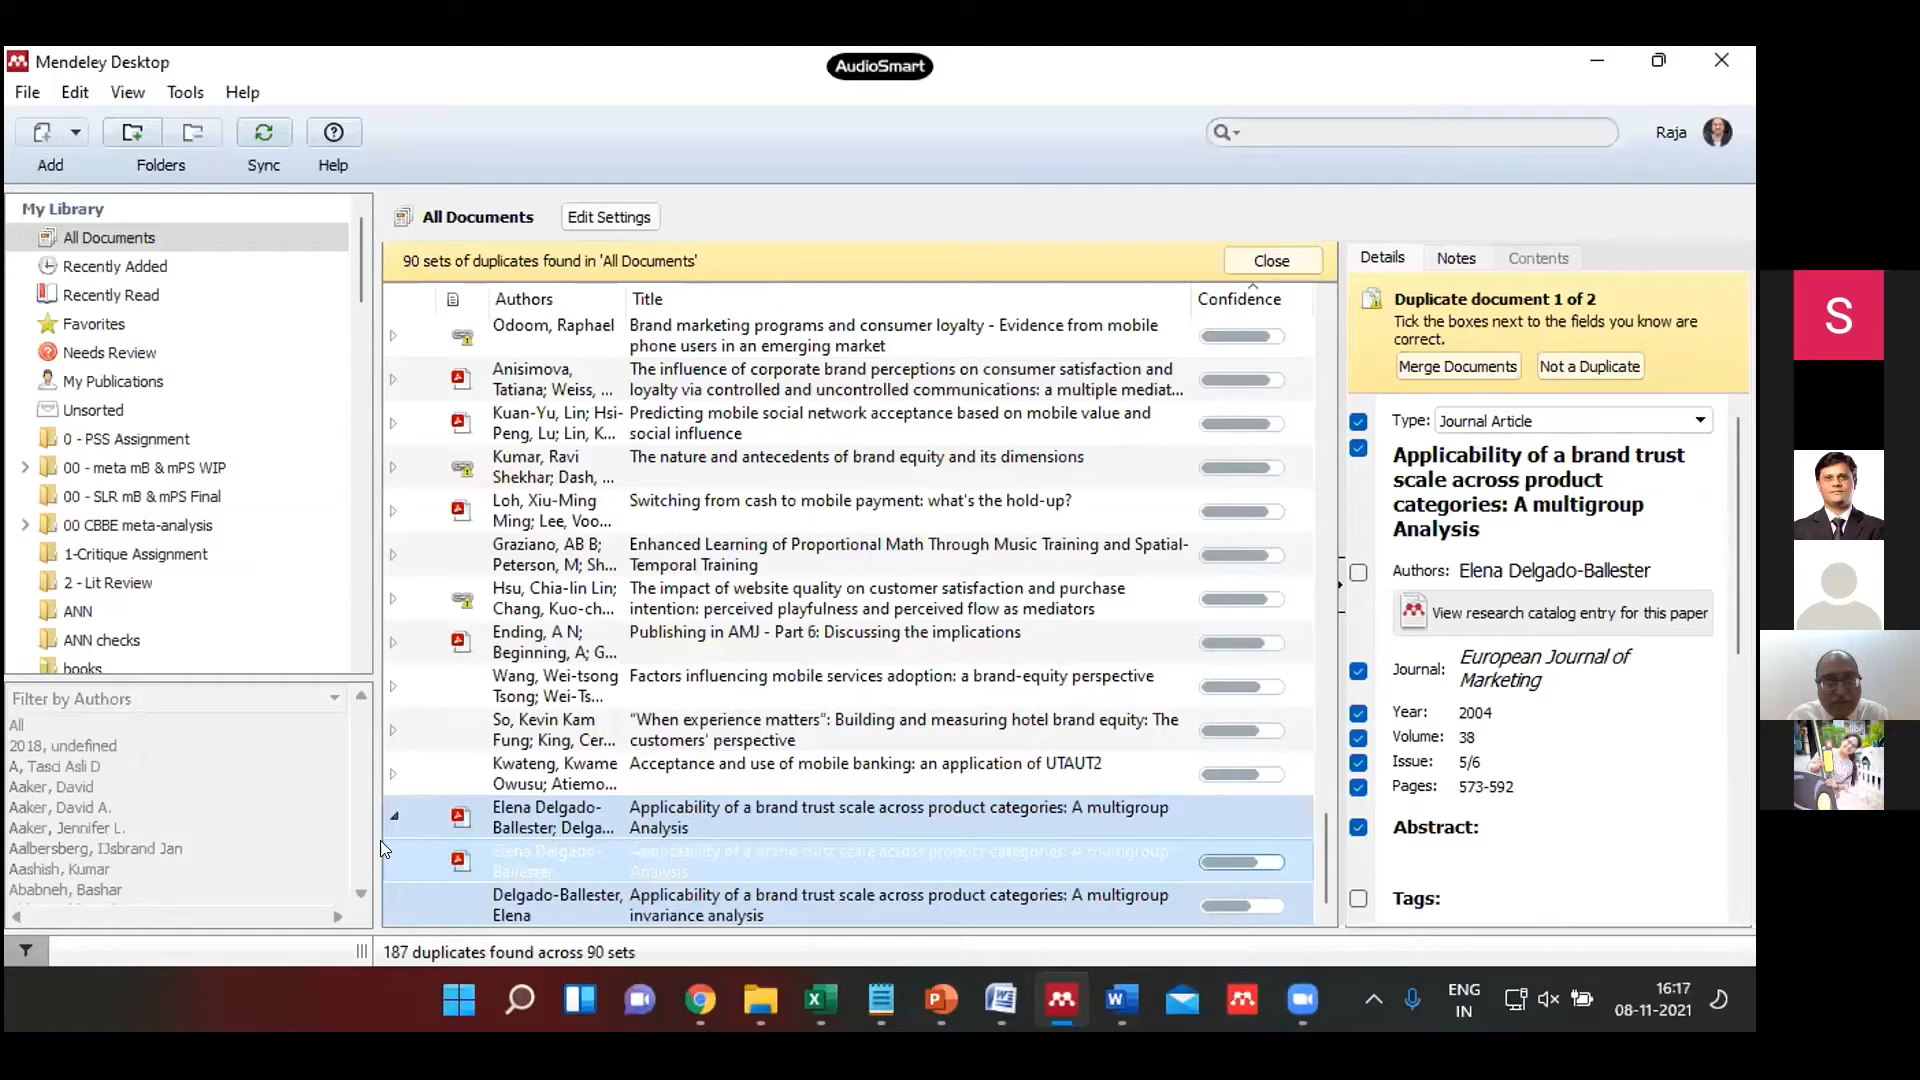 Mendeley Desktop
AudioSmart
File Edit View Tools Help
Add Folders Sync Help
Raja
My Library
All Documents
Recently Added
Recently Read
Favorites
Needs Review
My Publications
Unsorted
0 - PSS Assignment
00 - meta mB & mPS WIP
00 - SLR mB & mPS Final
00 CBBE meta-analysis
1-Critique Assignment
2 - Lit Review
ANN
ANN checks
books
Filter by Authors
All
2018, undefined
A, Tasci Asli D
Aaker, David
Aaker, David A.
Aaker, Jennifer L.
Aalbersberg, IJsbrand Jan
Aashish, Kumar
Ababneh, Bashar
All Documents Edit Settings
90 sets of duplicates found in 'All Documents' Close
Authors Title Confidence
Odoom, Raphael Brand marketing programs and consumer loyalty - Evidence from mobile
phone users in an emerging market
Anisimova, The influence of corporate brand perceptions on consumer satisfaction and
Tatiana; Weiss, ... loyalty via controlled and uncontrolled communications: a multiple mediat...
Kuan-Yu, Lin; Hsi- Predicting mobile social network acceptance based on mobile value and
Peng, Lu; Lin, K... social influence
Kumar, Ravi The nature and antecedents of brand equity and its dimensions
Shekhar; Dash, ...
Loh, Xiu-Ming Switching from cash to mobile payment: what's the hold-up?
Ming; Lee, Voo...
Graziano, AB B; Enhanced Learning of Proportional Math Through Music Training and Spatial-
Peterson, M; Sh... Temporal Training
Hsu, Chia-lin Lin; The impact of website quality on customer satisfaction and purchase
Chang, Kuo-ch... intention: perceived playfulness and perceived flow as mediators
Ending, A N; Publishing in AMJ - Part 6: Discussing the implications
Beginning, A; G...
Wang, Wei-tsong Factors influencing mobile services adoption: a brand-equity perspective
Tsong; Wei-Ts...
So, Kevin Kam “When experience matters”: Building and measuring hotel brand equity: The
Fung; King, Cer... customers' perspective
Kwateng, Kwame Acceptance and use of mobile banking: an application of UTAUT2
Owusu; Atiemo...
Elena Delgado- Applicability of a brand trust scale across product categories: A multigroup
Ballester; Delga... Analysis
Elena Delgado- Applicability of a brand trust scale across product categories: A multigroup
Ballester Analysis
Delgado-Ballester, Applicability of a brand trust scale across product categories: A multigroup
Elena invariance analysis
187 duplicates found across 90 sets
Details Notes Contents
Duplicate document 1 of 2
Tick the boxes next to the fields you know are
correct.
Merge Documents Not a Duplicate
Type: Journal Article
Applicability of a brand trust
scale across product
categories: A multigroup
Analysis
Authors: Elena Delgado-Ballester
View research catalog entry for this paper
Journal: European Journal of
Marketing
Year: 2004
Volume: 38
Issue: 5/6
Pages: 573-592
Abstract:
Tags:
S
ENG
IN
16:17
08-11-2021